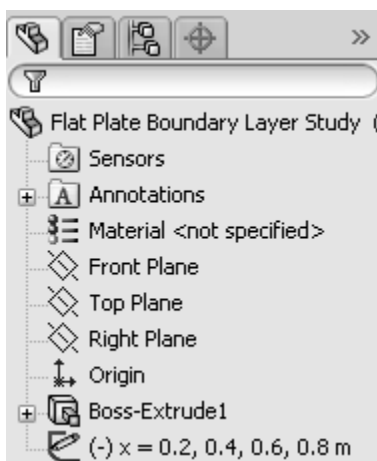 Flat Plate Boundary Layer Study (
Sensors
A Annotations
Material <not specified>
Front Plane
Top Plane
Right Plane
Origin
Boss-Extrude1
(-) x = 0.2, 0.4, 0.6, 0.8 m